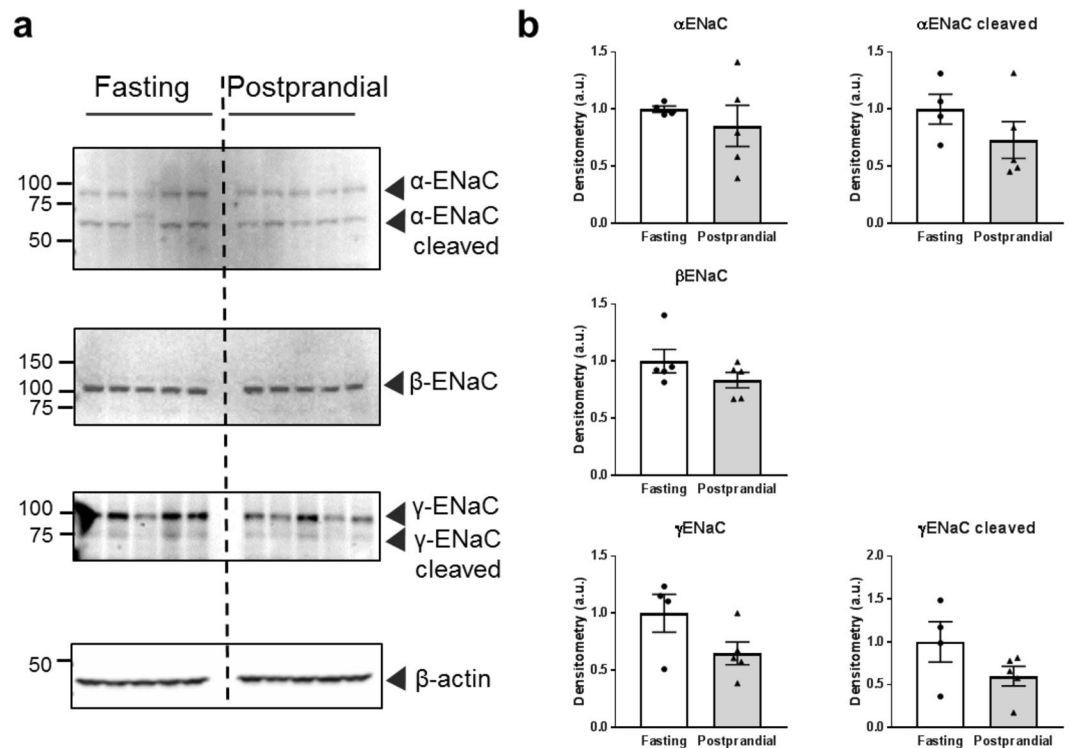 a
Fasting Postprandial
100
75
50
α-ENaC
α-ENaC
cleaved
150
100
75
β-ENaC
100
75
γ-ENaC
γ-ENaC
cleaved
50
β-actin
b
αENaC
Densitometry (a.u.)
1.5
1.0
0.5
0.0
Fasting Postprandial
αENaC cleaved
Densitometry (a.u.)
1.5
1.0
0.5
0.0
Fasting Postprandial
βENaC
Densitometry (a.u.)
1.5
1.0
0.5
0.0
Fasting Postprandial
γENaC
Densitometry (a.u.)
1.5
1.0
0.5
0.0
Fasting Postprandial
γENaC cleaved
Densitometry (a.u.)
2.0
1.5
1.0
0.5
0.0
Fasting Postprandial